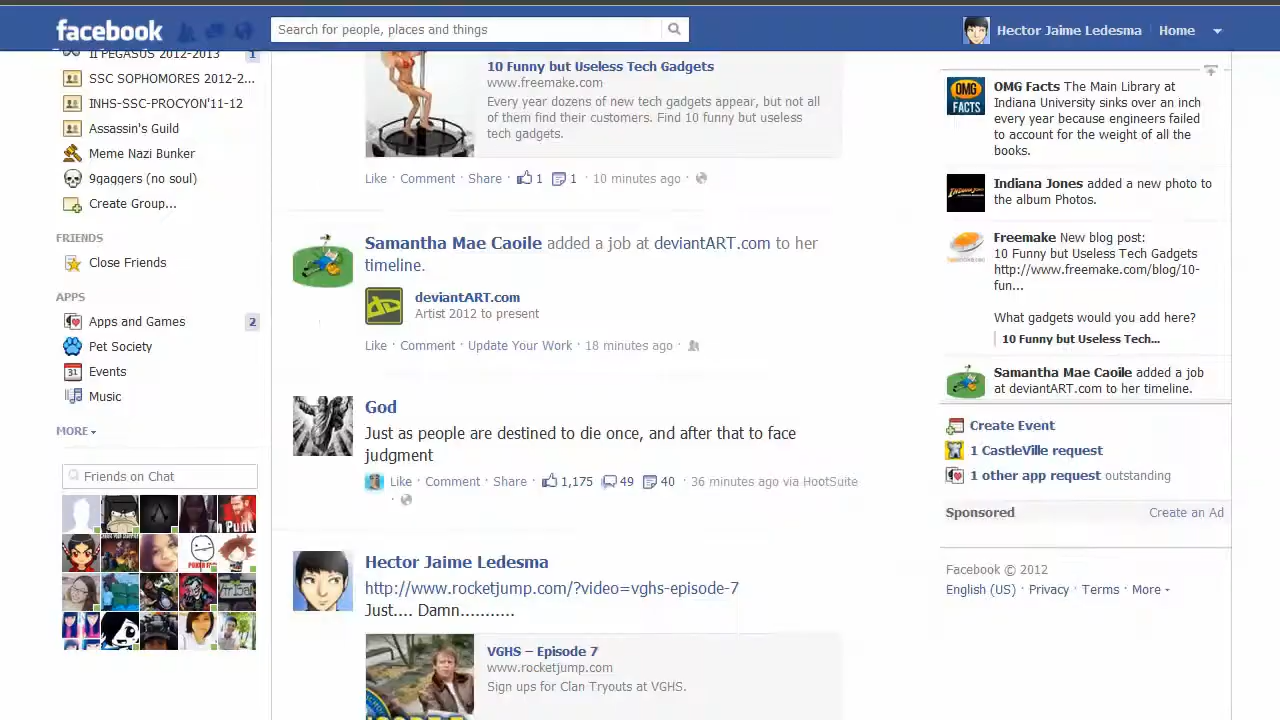 facebook
Search for people, places and things
Hector Jaime Ledesma
Home
II PEGASUS 2012-2013
1
SSC SOPHOMORES 2012-2...
INHS-SSC-PROCYON'11-12
Assassin's Guild
Meme Nazi Bunker
9gaggers (no soul)
Create Group...
FRIENDS
Close Friends
APPS
Apps and Games
2
Pet Society
Events
Music
MORE
Friends on Chat
10 Funny but Useless Tech Gadgets
www.freemake.com
Every year dozens of new tech gadgets appear, but not all
of them find their customers. Find 10 funny but useless
tech gadgets.
Like · Comment · Share · 1 1 · 10 minutes ago ·
Samantha Mae Caoile added a job at deviantART.com to her
timeline.
deviantART.com
Artist 2012 to present
Like · Comment · Update Your Work · 18 minutes ago ·
God
Just as people are destined to die once, and after that to face
judgment
Like · Comment · Share · 1,175 49 40 · 36 minutes ago via HootSuite
·
Hector Jaime Ledesma
http://www.rocketjump.com/?video=vghs-episode-7
Just.... Damn...........
VGHS – Episode 7
www.rocketjump.com
Sign ups for Clan Tryouts at VGHS.
OMG
FACTS
OMG Facts The Main Library at
Indiana University sinks over an inch
every year because engineers failed
to account for the weight of all the
books.
Indiana Jones added a new photo to
the album Photos.
Freemake New blog post:
10 Funny but Useless Tech Gadgets
http://www.freemake.com/blog/10-
fun...
What gadgets would you add here?
10 Funny but Useless Tech...
Samantha Mae Caoile added a job
at deviantART.com to her timeline.
Create Event
1 CastleVille request
1 other app request outstanding
Sponsored
Create an Ad
Facebook © 2012
English (US) · Privacy · Terms · More